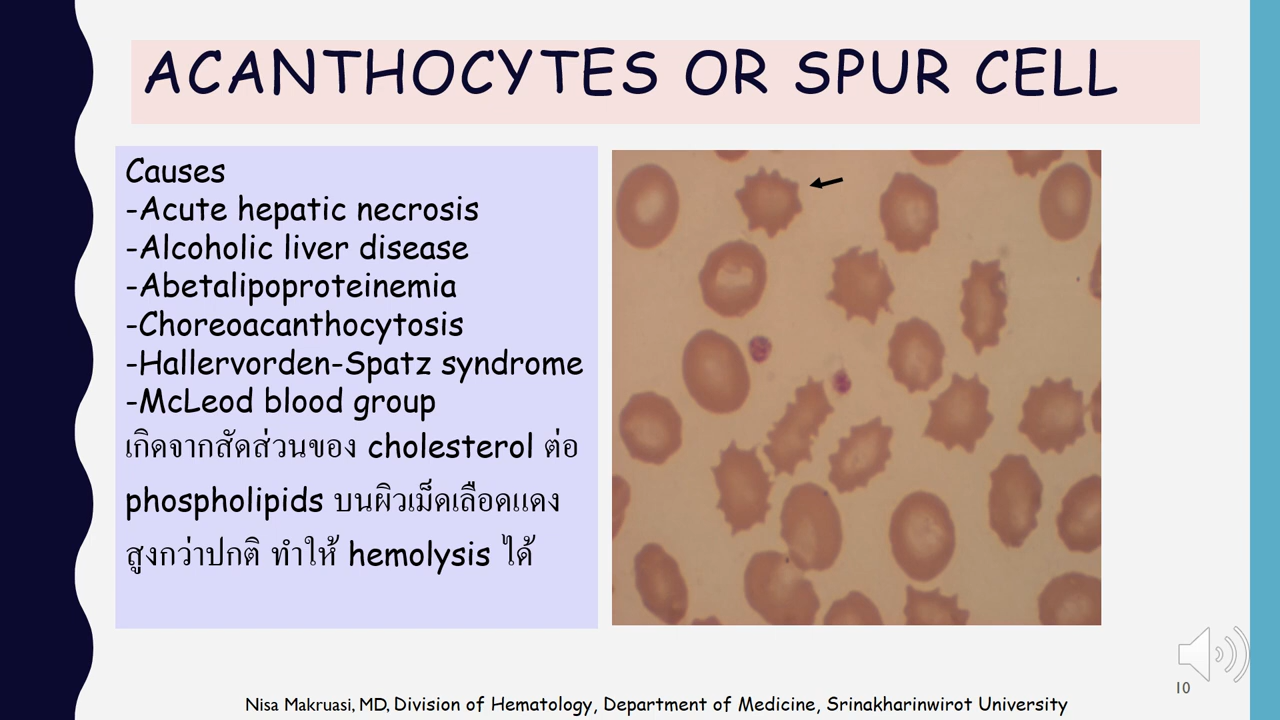 ACANTHOCYTES OR SPUR CELL
Causes
-Acute hepatic necrosis
-Alcoholic liver disease
-Abetalipoproteinemia
-Choreoacanthocytosis
-Hallervorden-Spatz syndrome
-McLeod blood group
เกิดจากสัดส่วนของ cholesterol ต่อ
phospholipids บนผิวเม็ดเลือดแดง
สูงกว่าปกติ ทำให้ hemolysis ได้
10
Nisa Makruasi, MD, Division of Hematology, Department of Medicine, Srinakharinwirot University